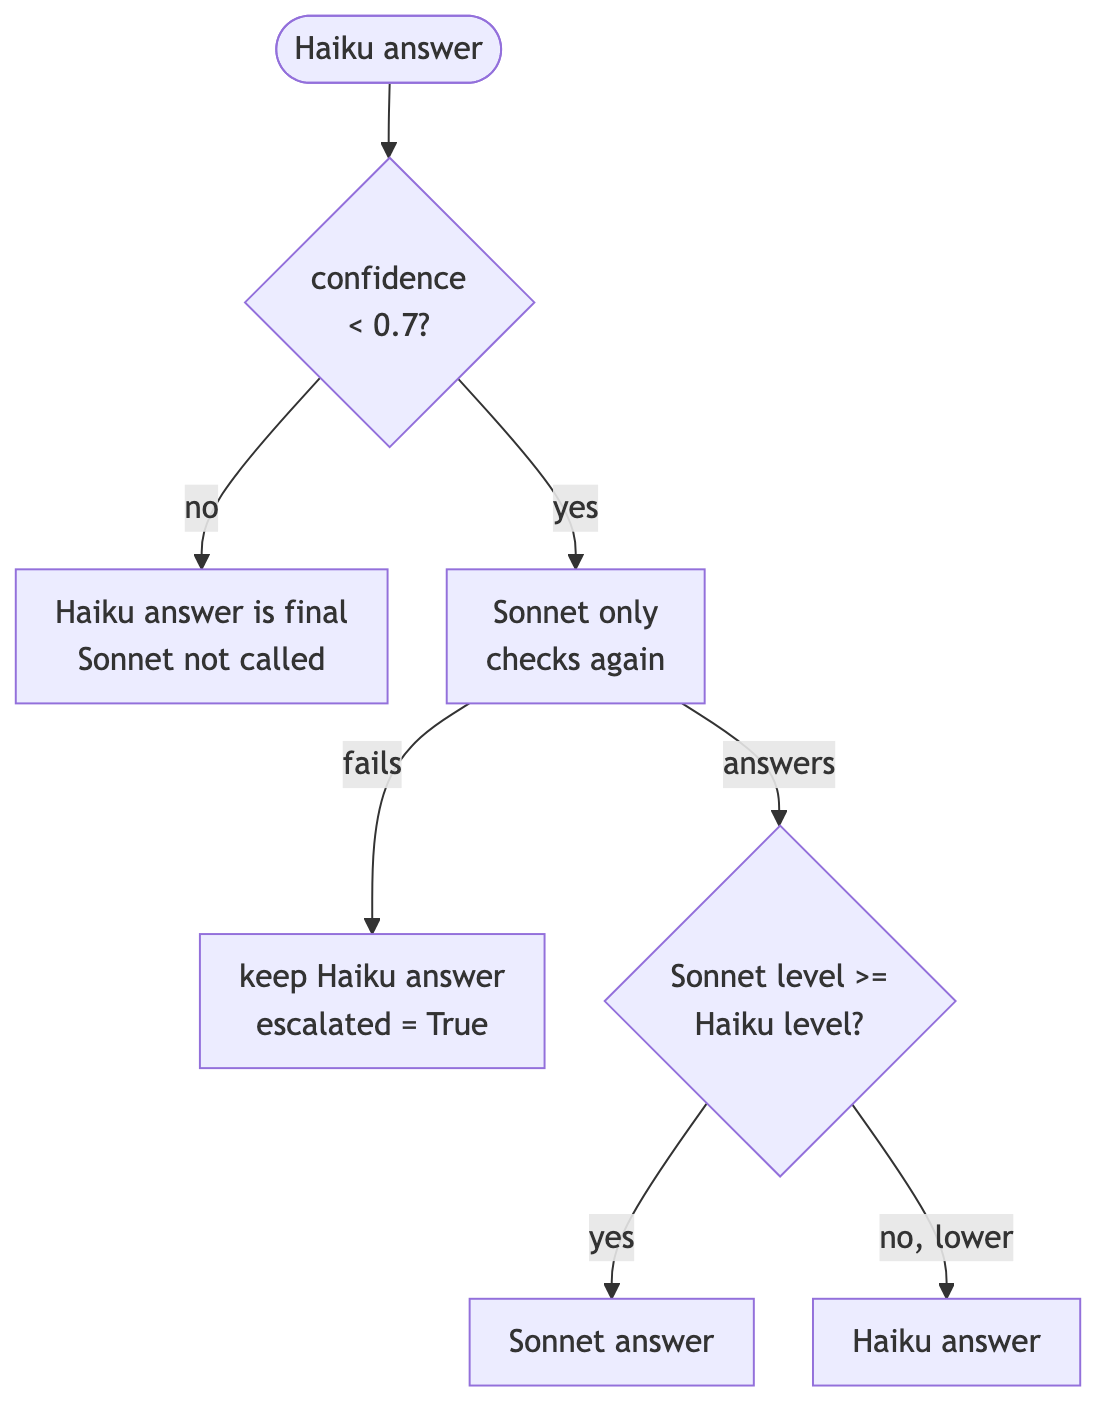 Haiku answer
confidence
< 0.7?
no
yes
Haiku answer is final
Sonnet not called
Sonnet only
checks again
fails
answers
keep Haiku answer
escalated = True
Sonnet level >=
Haiku level?
yes
no, lower
Sonnet answer
Haiku answer